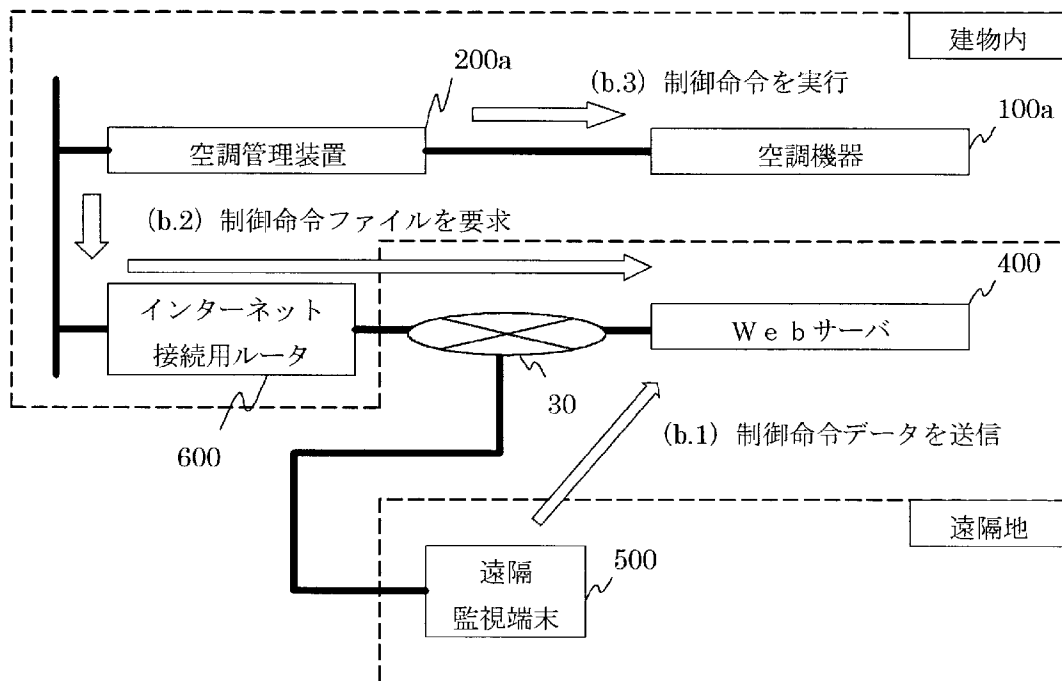 建物内
200a
(b.3) 制御命令を実行
100a
空調管理装置
空調機器
(b.2) 制御命令ファイルを要求
400
インターネット
接続用ルータ
Ｗｅｂサーバ
30
600
(b.1) 制御命令データを送信
遠隔地
遠隔
監視端末
500